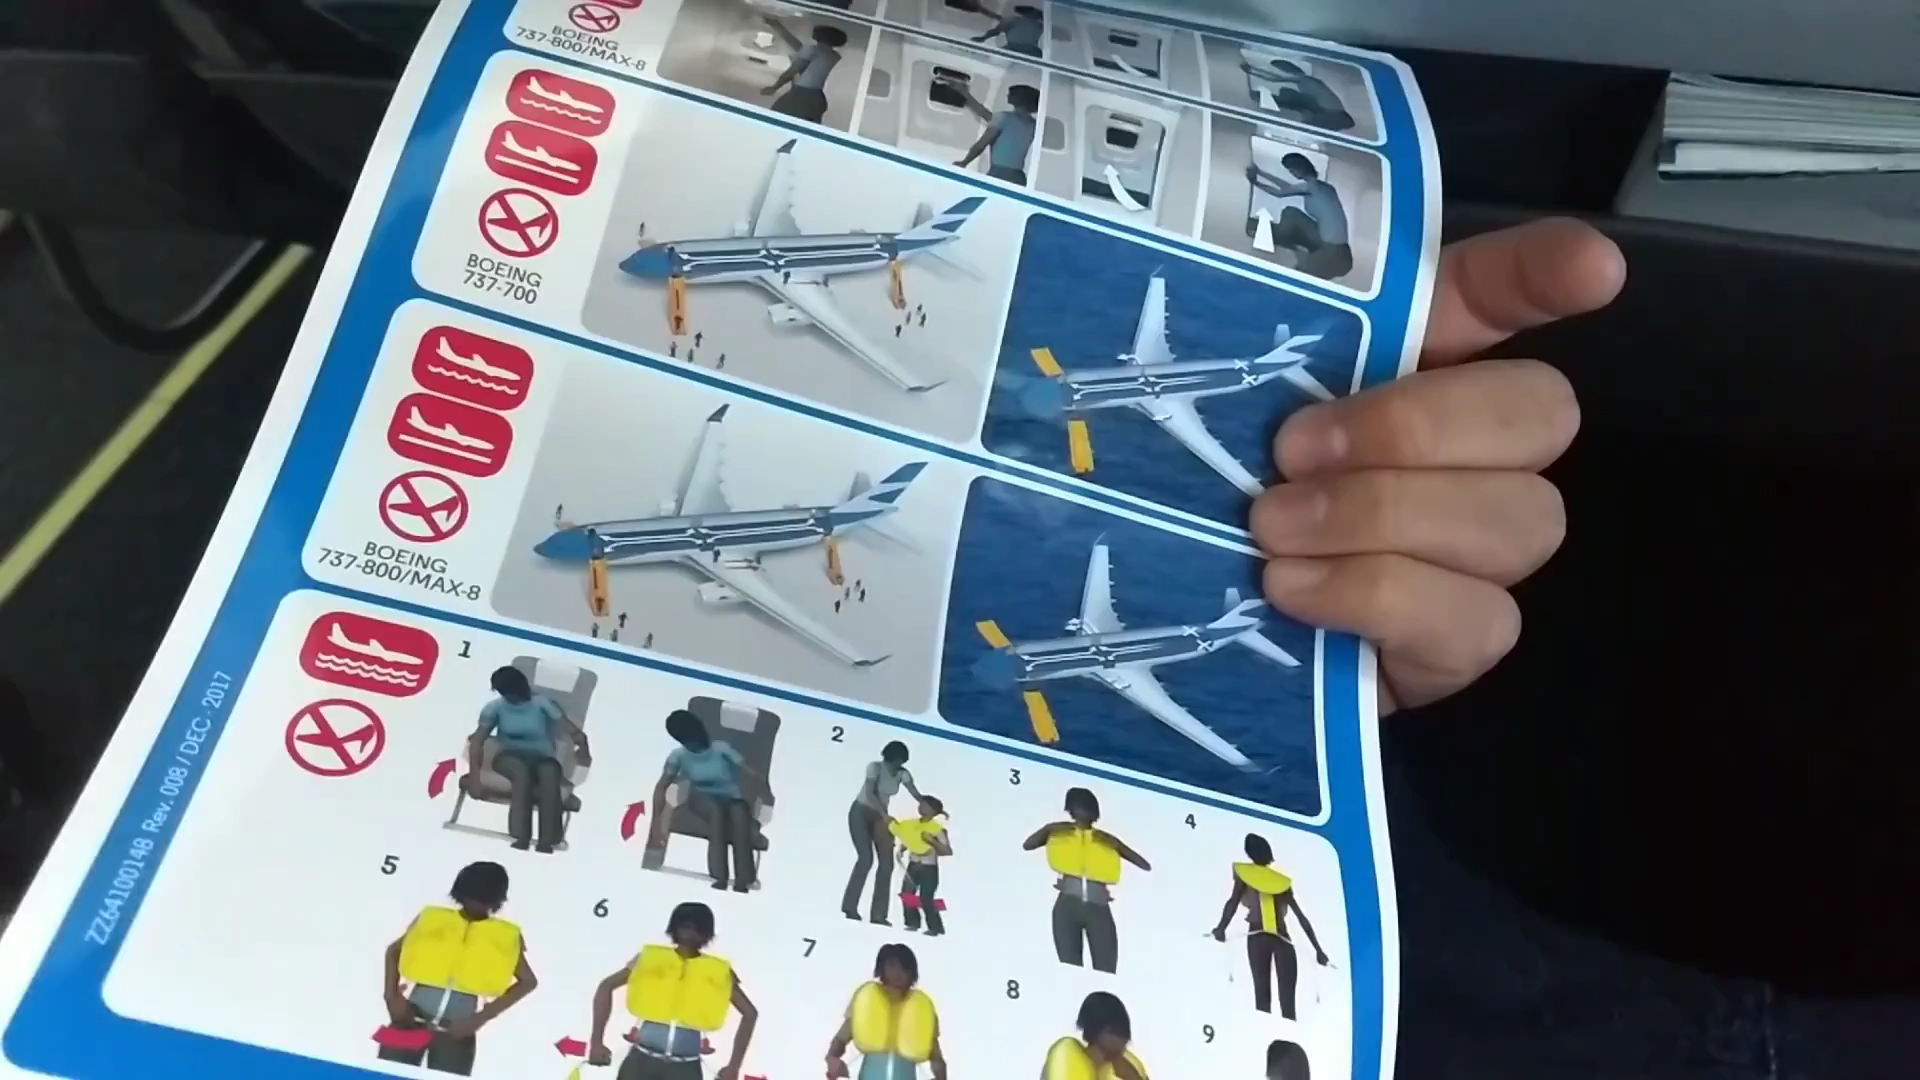 BOEING
737-800/MAX-8
BOEING
737-700
BOEING
737-800/MAX-8
1
2
3
4
5
6
7
8
9
ZZ64100148 Rev. 008 / DEC - 2017